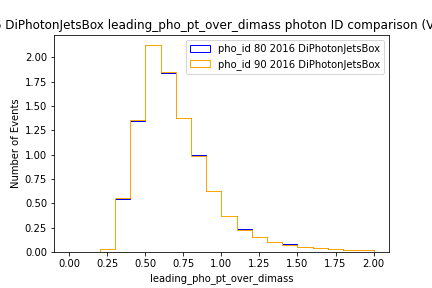 DiPhotonJetsBox leading_pho_pt_over_dimass photon ID comparison
pho_id 80 2016 DiPhotonJetsBox
pho_id 90 2016 DiPhotonJetsBox
Number of Events
2.00
1.75
1.50
1.25
1.00
0.75
0.50
0.25
0.00
0.00 0.25 0.50 0.75 1.00 1.25 1.50 1.75 2.00
leading_pho_pt_over_dimass